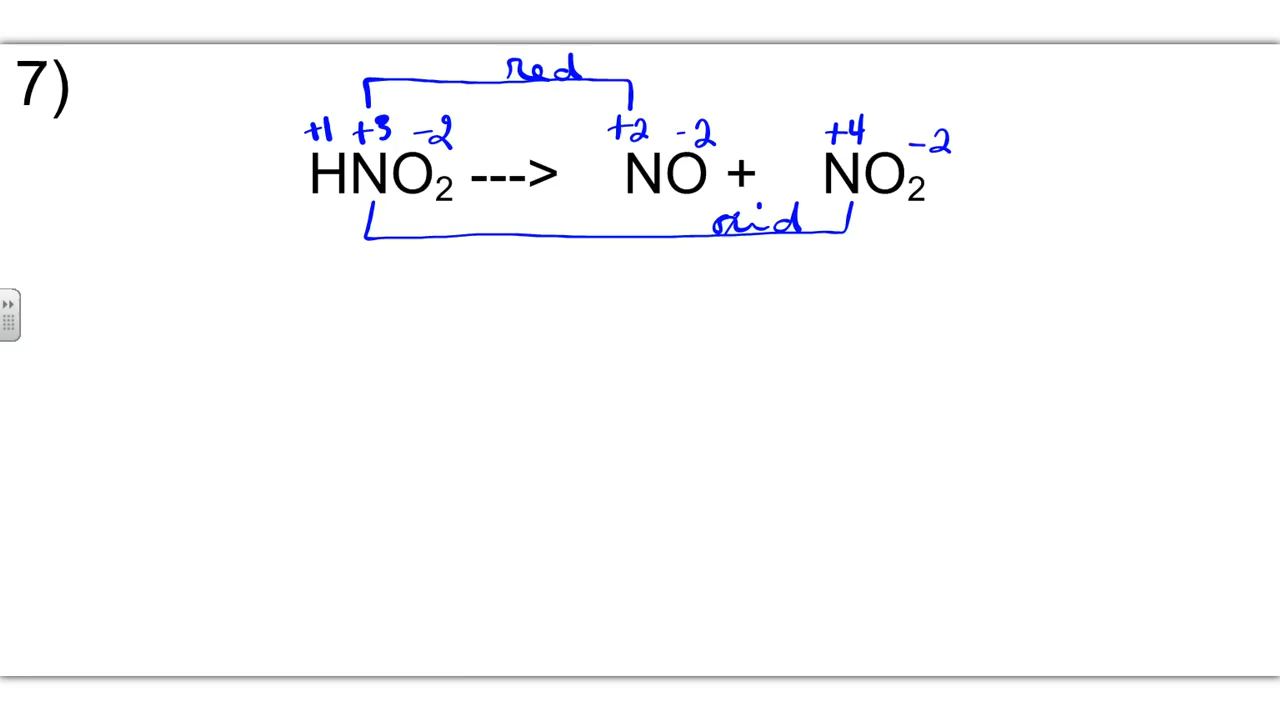 7)
red
+1 +3 -2 +2 -2 +4 -2
HNO₂ ---> NO + NO₂
oxid